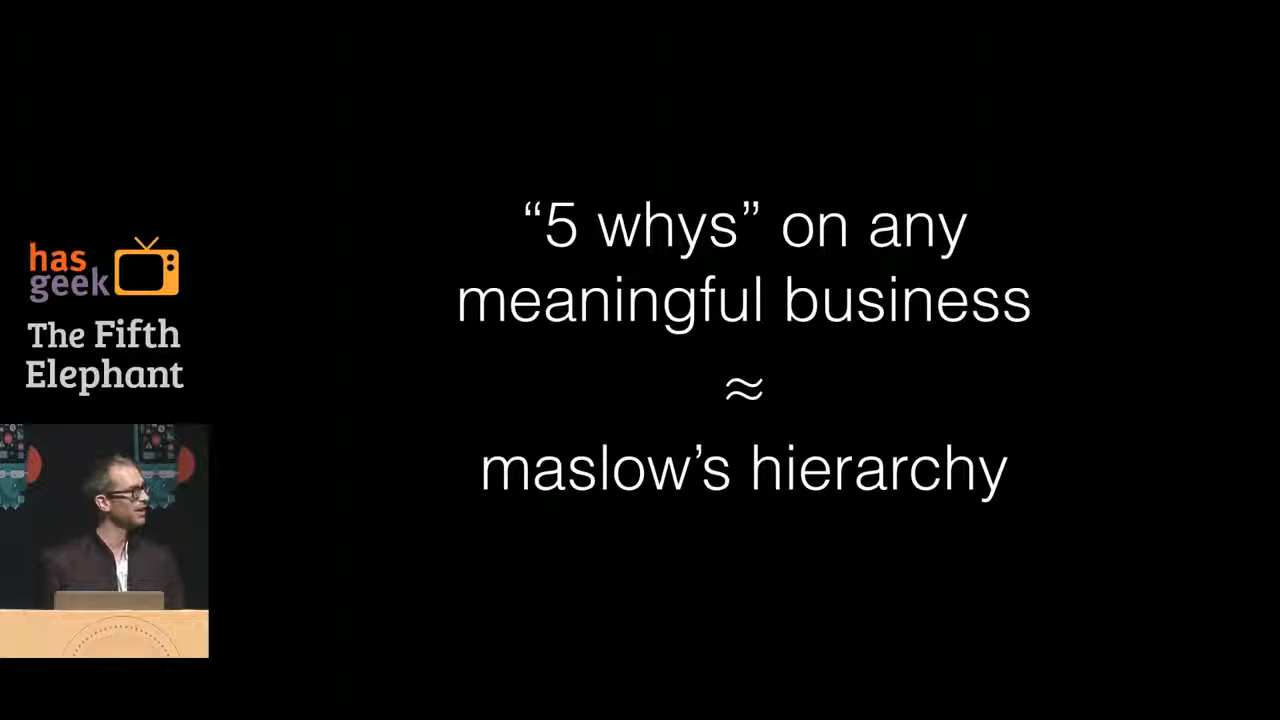 has
geek
The Fifth
Elephant
“5 whys” on any
meaningful business
≈
maslow’s hierarchy